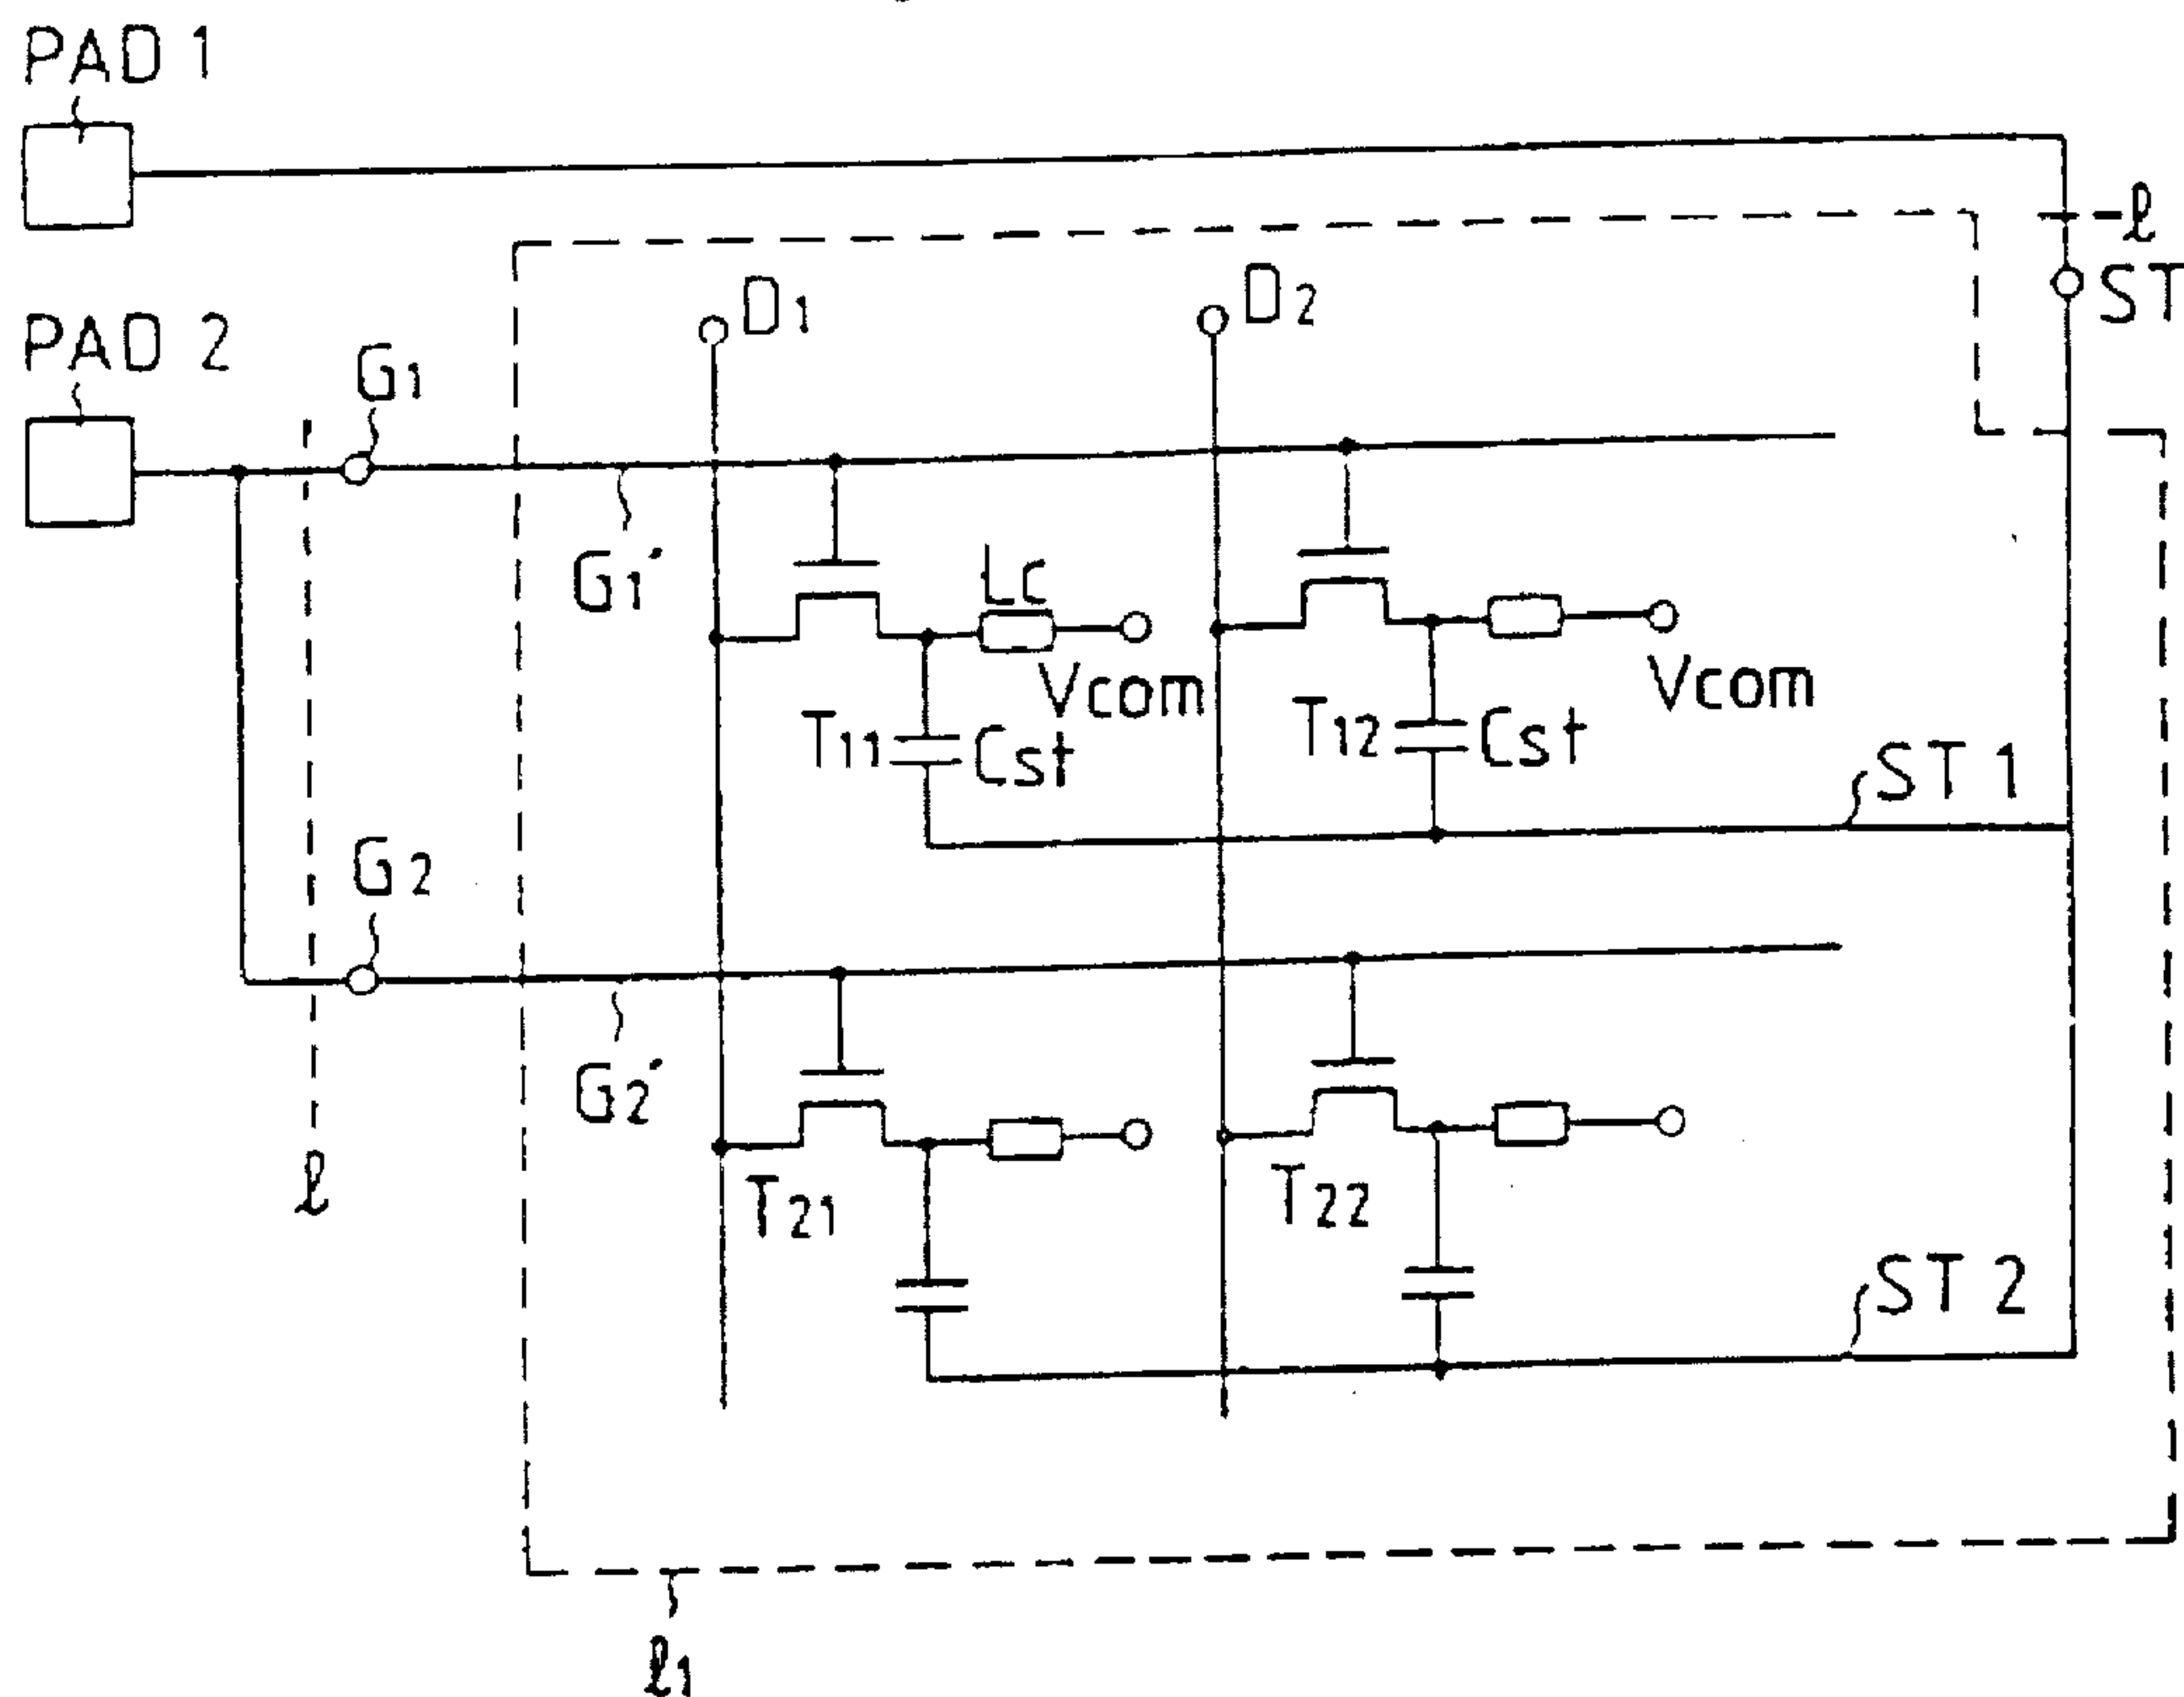 PAD 1
ℓ
D1
D2
ST
PAD 2
G1
G1'
Lc
Vcom
Vcom
T11
Cst
T12
Cst
ST 1
G2
G2'
ℓ
T21
T22
ST 2
ℓ1